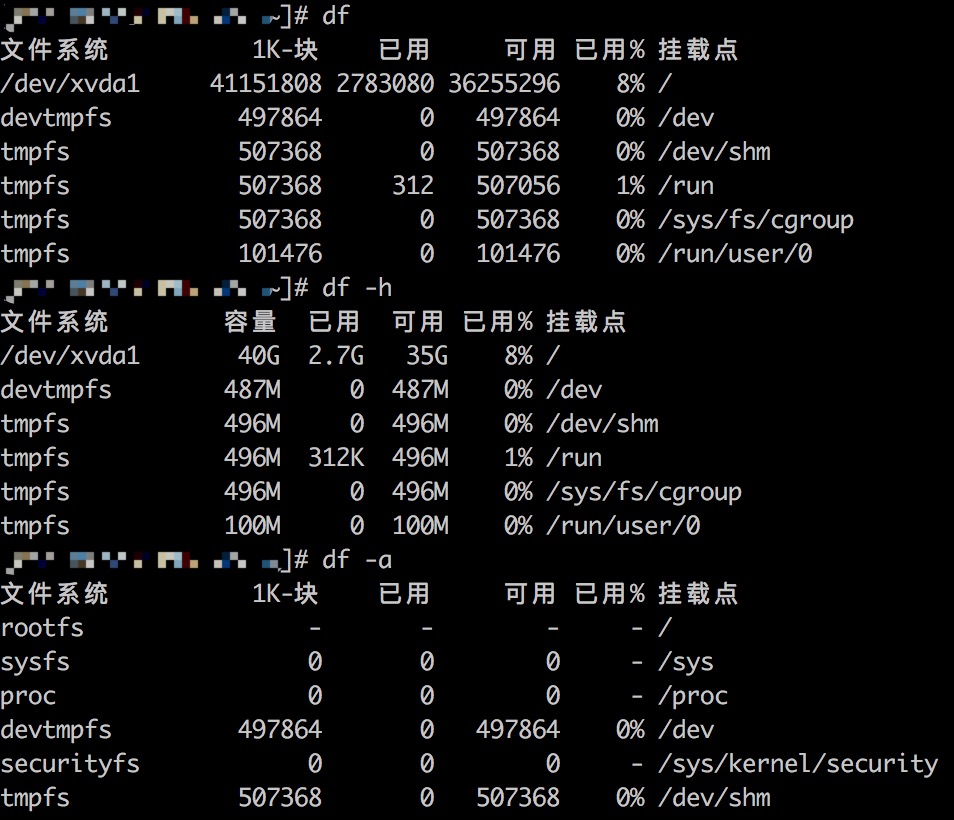 ~]# df
文件系统 1K-块 已用 可用 已用% 挂载点
/dev/xvda1 41151808 2783080 36255296 8% /
devtmpfs 497864 0 497864 0% /dev
tmpfs 507368 0 507368 0% /dev/shm
tmpfs 507368 312 507056 1% /run
tmpfs 507368 0 507368 0% /sys/fs/cgroup
tmpfs 101476 0 101476 0% /run/user/0
~]# df -h
文件系统 容量 已用 可用 已用% 挂载点
/dev/xvda1 40G 2.7G 35G 8% /
devtmpfs 487M 0 487M 0% /dev
tmpfs 496M 0 496M 0% /dev/shm
tmpfs 496M 312K 496M 1% /run
tmpfs 496M 0 496M 0% /sys/fs/cgroup
tmpfs 100M 0 100M 0% /run/user/0
]# df -a
文件系统 1K-块 已用 可用 已用% 挂载点
rootfs - - - - /
sysfs 0 0 0 - /sys
proc 0 0 0 - /proc
devtmpfs 497864 0 497864 0% /dev
securityfs 0 0 0 - /sys/kernel/security
tmpfs 507368 0 507368 0% /dev/shm